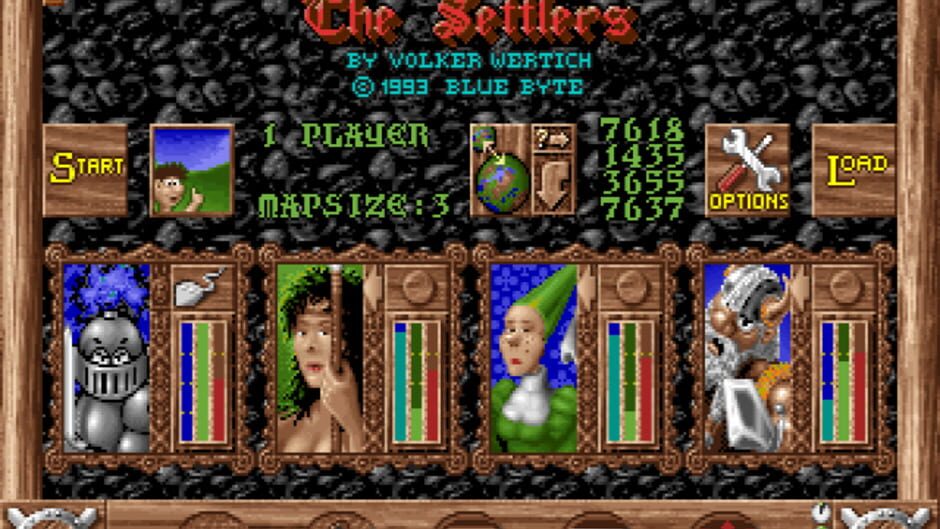 The Settlers
BY VOLKER WERTICH
© 1993 BLUE BYTE
START
1 PLAYER
MAPSIZE:3
?
7618
1435
3655
7637
OPTIONS
LOAD